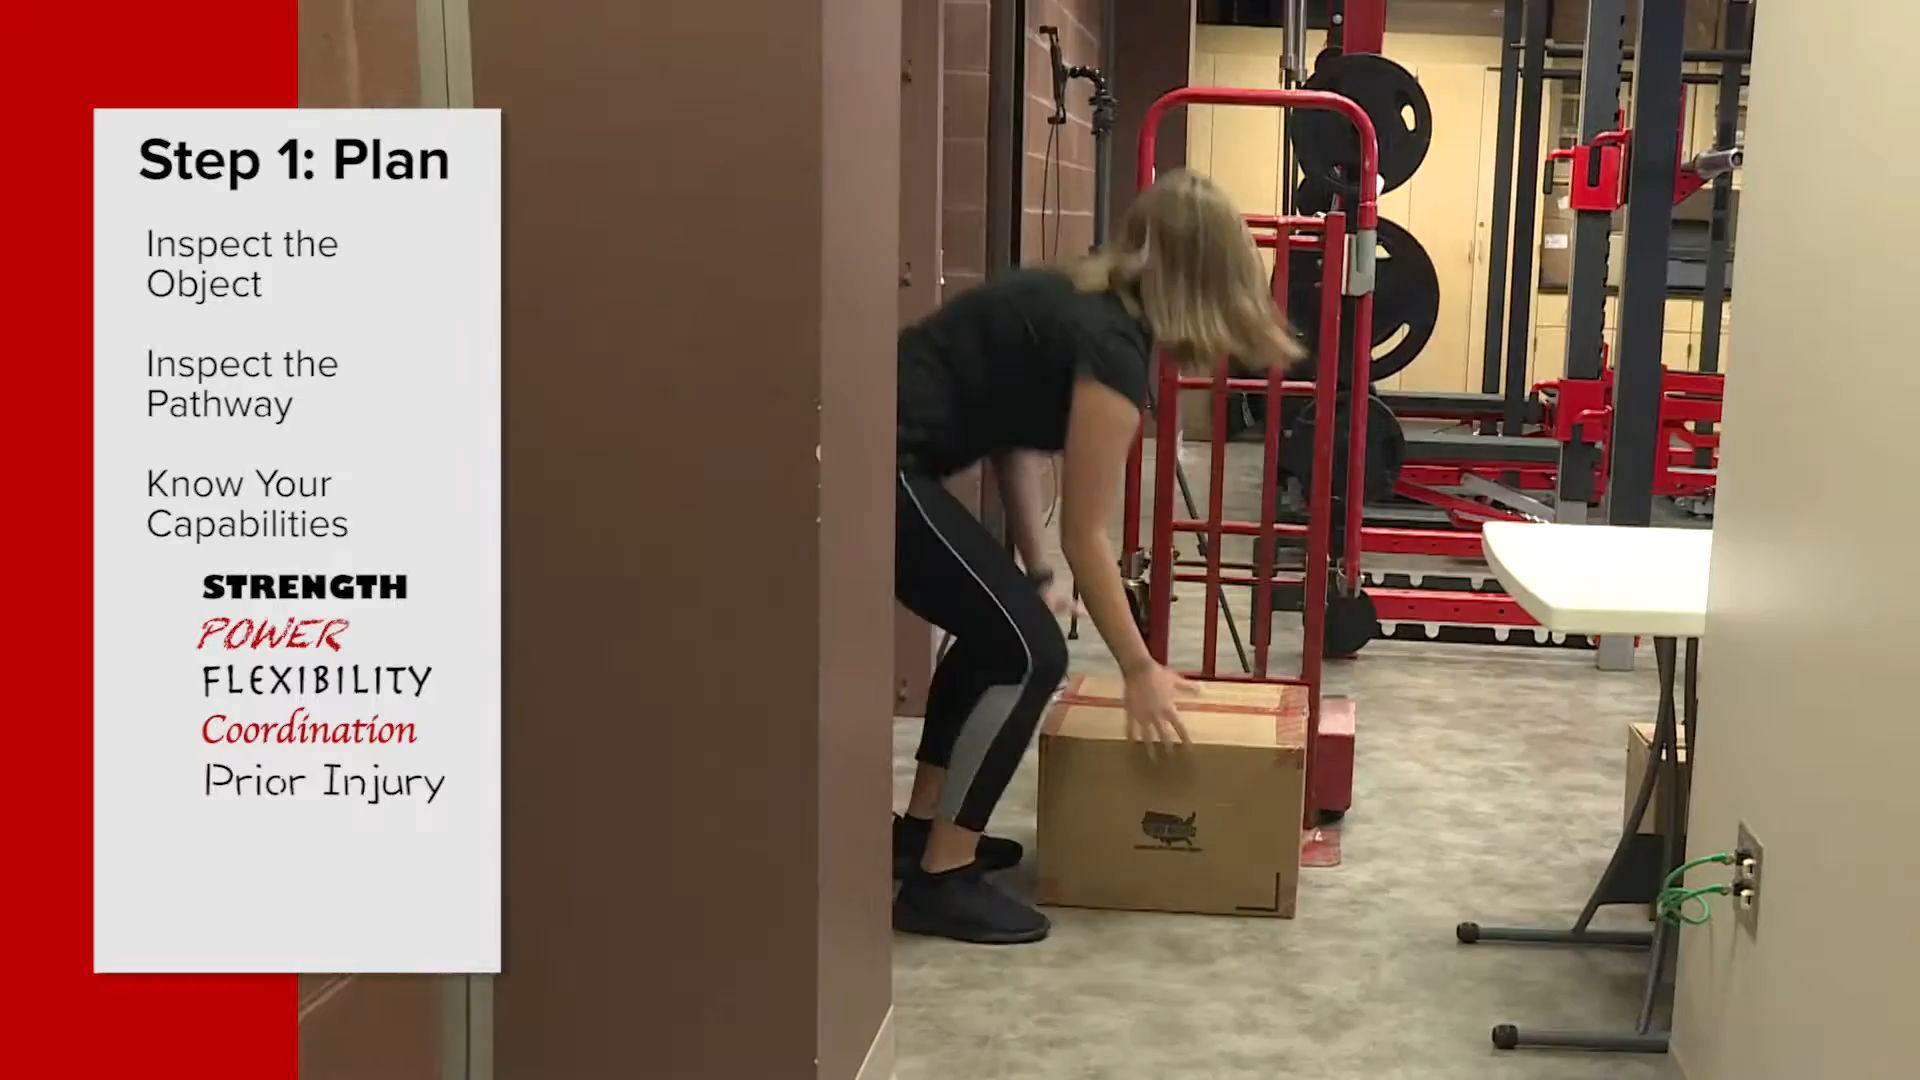 Step 1: Plan
Inspect the
Object
Inspect the
Pathway
Know Your
Capabilities
STRENGTH
POWER
FLEXIBILITY
Coordination
Prior Injury